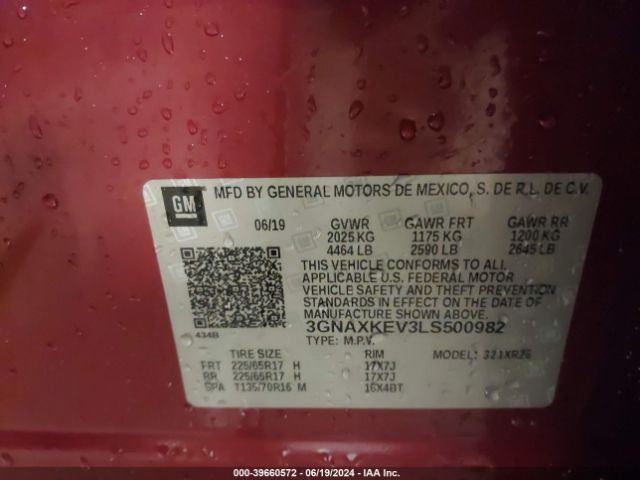 GM
MFD BY GENERAL MOTORS DE MEXICO, S. DE R.L. DE C.V.
06/19 GVWR GAWR FRT GAWR RR
2025 KG 1175 KG 1200 KG
4464 LB 2590 LB 2645 LB
THIS VEHICLE CONFORMS TO ALL
APPLICABLE U.S. FEDERAL MOTOR
VEHICLE SAFETY AND THEFT PREVENTION
STANDARDS IN EFFECT ON THE DATE OF
MANUFACTURE SHOWN ABOVE.
3GNAXKEV3LS500982
434B
TYPE: M.P.V. MODEL: 321XR26
TIRE SIZE RIM
FRT 225/65R17 H 17X7J
RR 225/65R17 H 17X7J
SPA T135/70R16 M 16X4BT
000-39660572 - 06/19/2024 - IAA Inc.